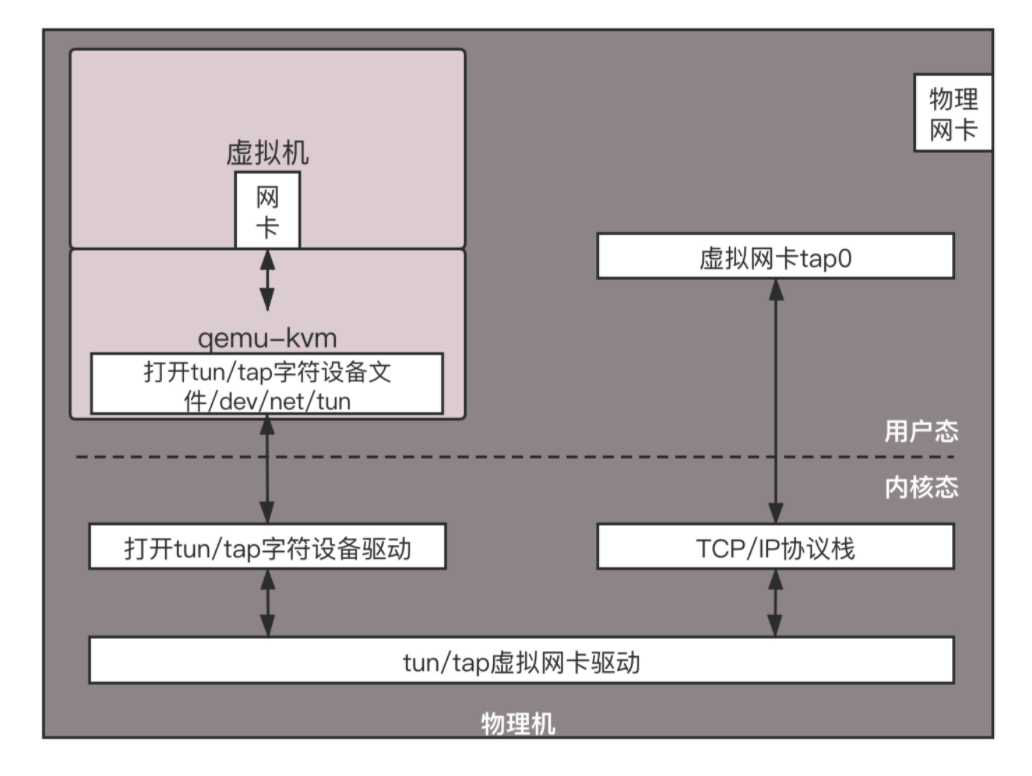 物理
网卡
虚拟机
网
卡
虚拟网卡tap0
qemu-kvm
打开tun/tap字符设备文
件/dev/net/tun
用户态
内核态
打开tun/tap字符设备驱动
TCP/IP协议栈
tun/tap虚拟网卡驱动
物理机